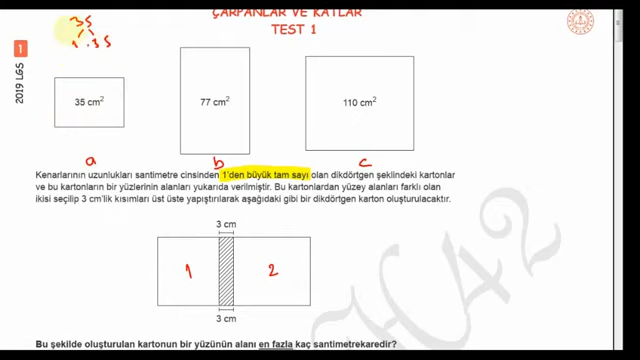 ÇARPANLAR VE KATLAR
TEST 1
35
1 . 35
1
2019 LGS
35 cm²
77 cm²
110 cm²
a
b
c
Kenarlarının uzunlukları santimetre cinsinden 1'den büyük tam sayı olan dikdörtgen şeklindeki kartonlar
ve bu kartonların bir yüzlerinin alanları yukarıda verilmiştir. Bu kartonlardan yüzey alanları farklı olan
ikisi seçilip 3 cm'lik kısımları üst üste yapıştırılarak aşağıdaki gibi bir dikdörtgen karton oluşturulacaktır.
3 cm
1
2
3 cm
Bu şekilde oluşturulan kartonun bir yüzünün alanı en fazla kaç santimetrekaredir?